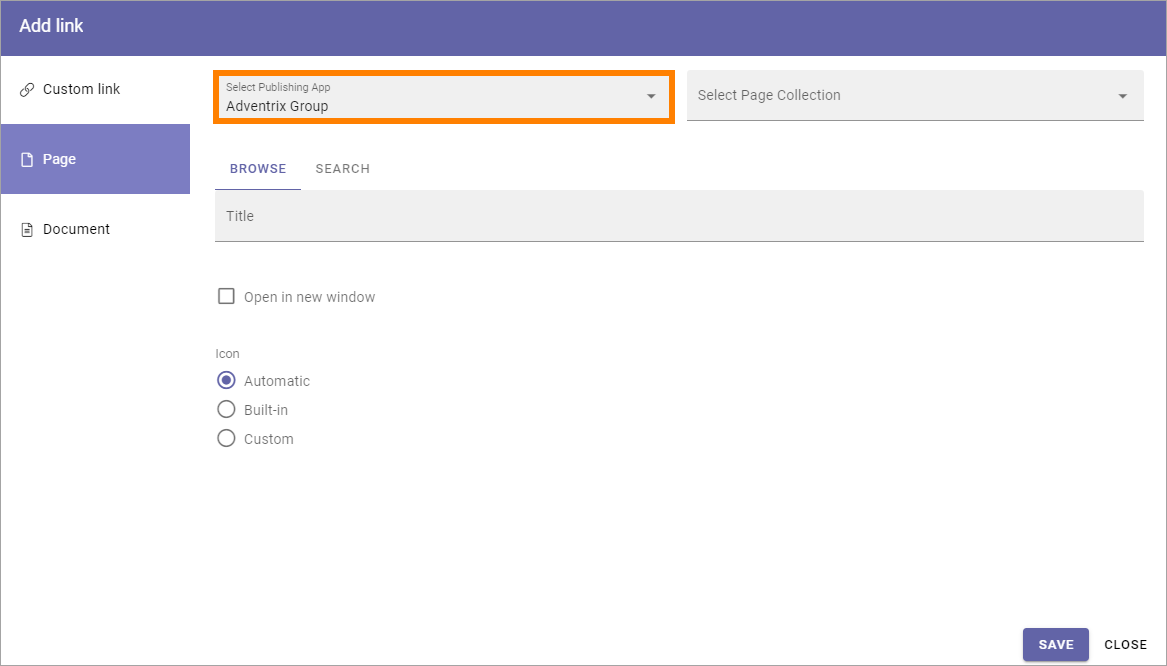 Add link
Custom link
Page
Document
Select Publishing App
Adventrix Group
Select Page Collection
BROWSE
SEARCH
Title
Open in new window
Icon
Automatic
Built-in
Custom
SAVE
CLOSE